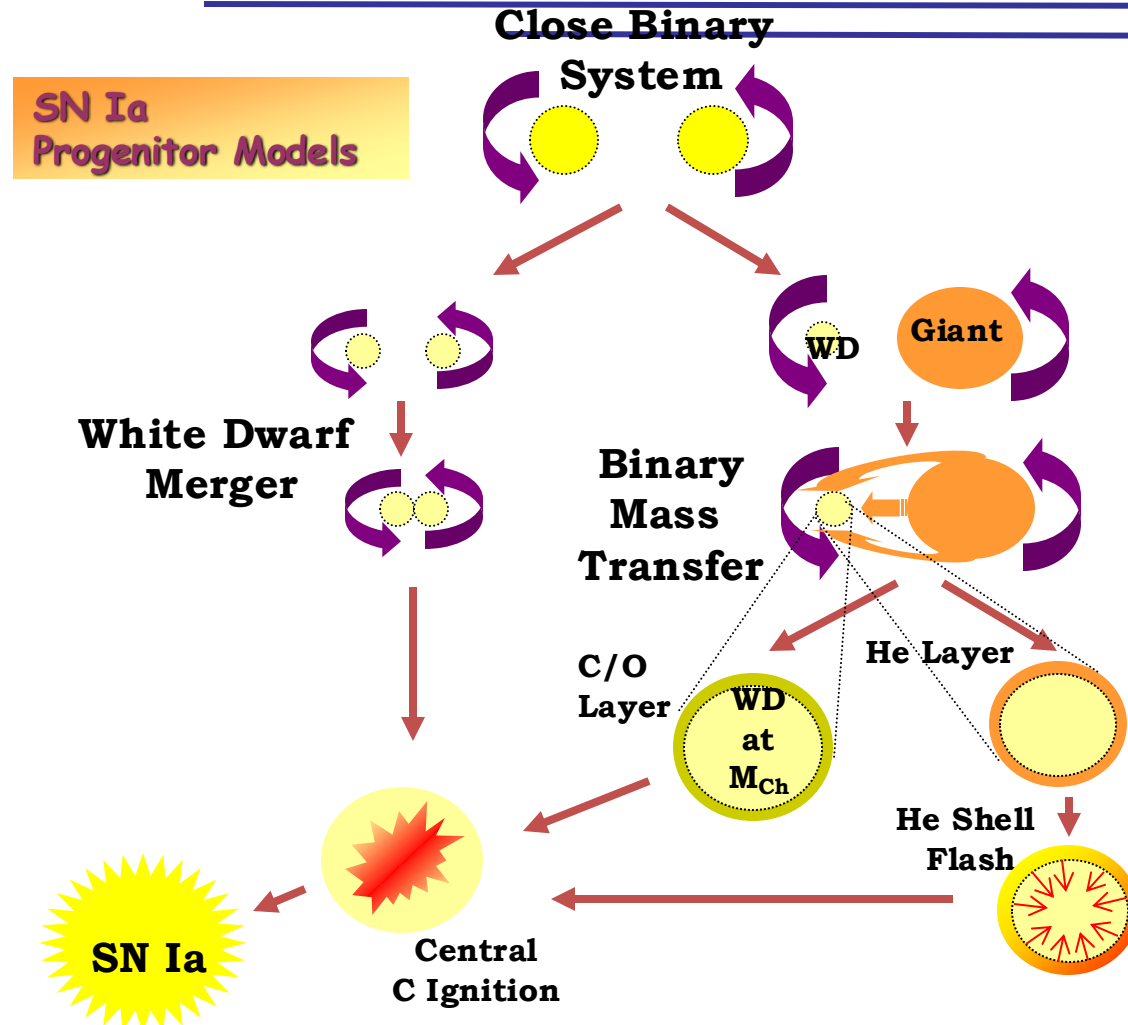 Close Binary
System
SN Ia
Progenitor Models
WD
Giant
White Dwarf
Merger
Binary
Mass
Transfer
C/O
Layer
He Layer
WD
at
M_Ch
He Shell
Flash
Central
C Ignition
SN Ia